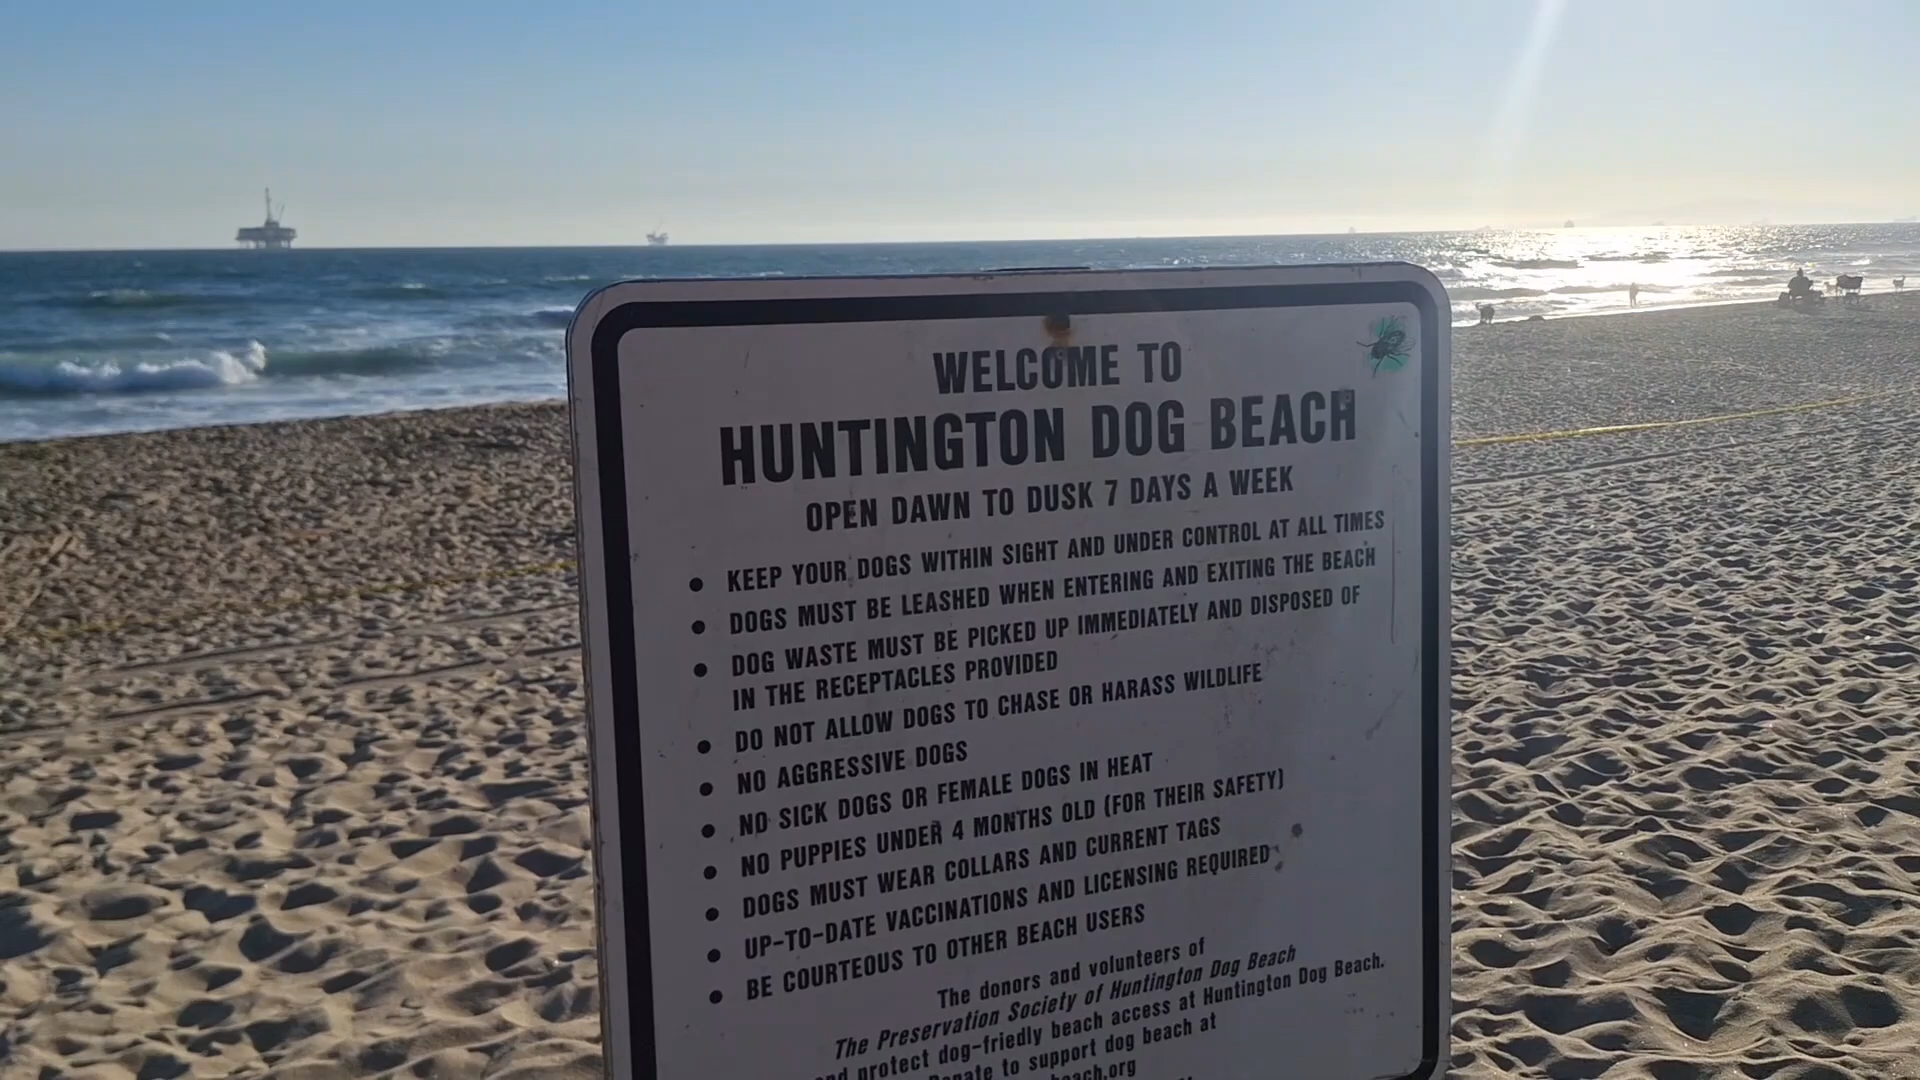 WELCOME TO
HUNTINGTON DOG BEACH
OPEN DAWN TO DUSK 7 DAYS A WEEK
● KEEP YOUR DOGS WITHIN SIGHT AND UNDER CONTROL AT ALL TIMES
● DOGS MUST BE LEASHED WHEN ENTERING AND EXITING THE BEACH
● DOG WASTE MUST BE PICKED UP IMMEDIATELY AND DISPOSED OF
IN THE RECEPTACLES PROVIDED
● DO NOT ALLOW DOGS TO CHASE OR HARASS WILDLIFE
● NO AGGRESSIVE DOGS
● NO SICK DOGS OR FEMALE DOGS IN HEAT
● NO PUPPIES UNDER 4 MONTHS OLD (FOR THEIR SAFETY)
● DOGS MUST WEAR COLLARS AND CURRENT TAGS
● UP-TO-DATE VACCINATIONS AND LICENSING REQUIRED
● BE COURTEOUS TO OTHER BEACH USERS
The donors and volunteers of
The Preservation Society of Huntington Dog Beach
protect dog-friedly beach access at Huntington Dog Beach.
to support dog beach at